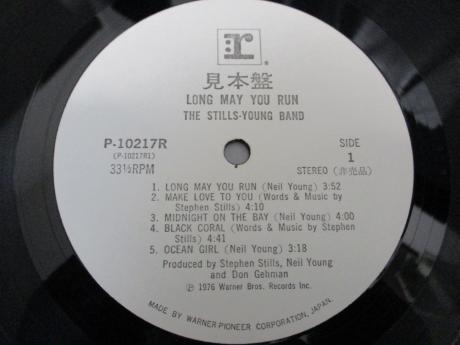 r
見本盤
LONG MAY YOU RUN
THE STILLS-YOUNG BAND
P-10217R
(P-10217R1)
33⅓RPM
SIDE
1
STEREO (非売品)
1. LONG MAY YOU RUN (Neil Young) 3:52
2. MAKE LOVE TO YOU (Words & Music by
Stephen Stills) 4:10
3. MIDNIGHT ON THE BAY (Neil Young) 4:00
4. BLACK CORAL (Words & Music by Stephen
Stills) 4:41
5. OCEAN GIRL (Neil Young) 3:18
Produced by Stephen Stills, Neil Young
and Don Gehman
℗ 1976 Warner Bros. Records Inc.
MADE BY WARNER-PIONEER CORPORATION, JAPAN.